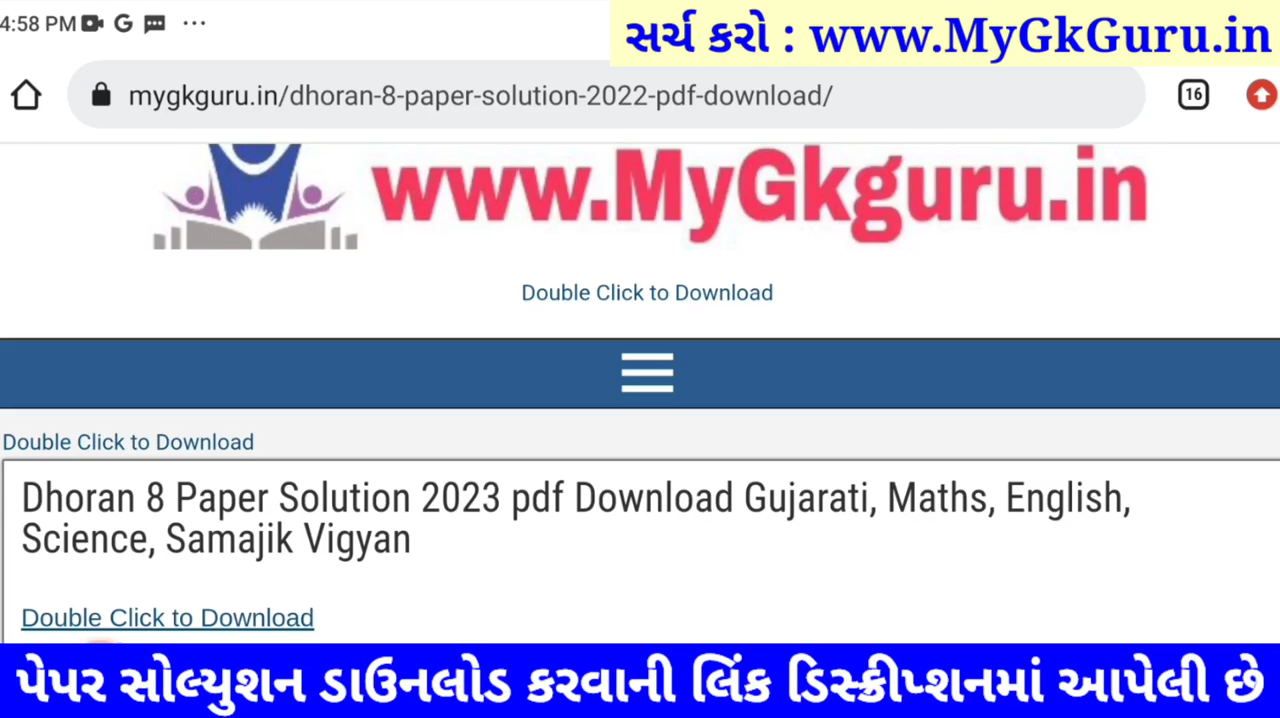 4:58 PM
સર્ચ કરો : www.MyGkGuru.in
mygkguru.in/dhoran-8-paper-solution-2022-pdf-download/
16
www.MyGkguru.in
Double Click to Download
Double Click to Download
Dhoran 8 Paper Solution 2023 pdf Download Gujarati, Maths, English,
Science, Samajik Vigyan
Double Click to Download
પેપર સોલ્યુશન ડાઉનલોડ કરવાની લિંક ડિસ્ક્રીપ્શનમાં આપેલી છે